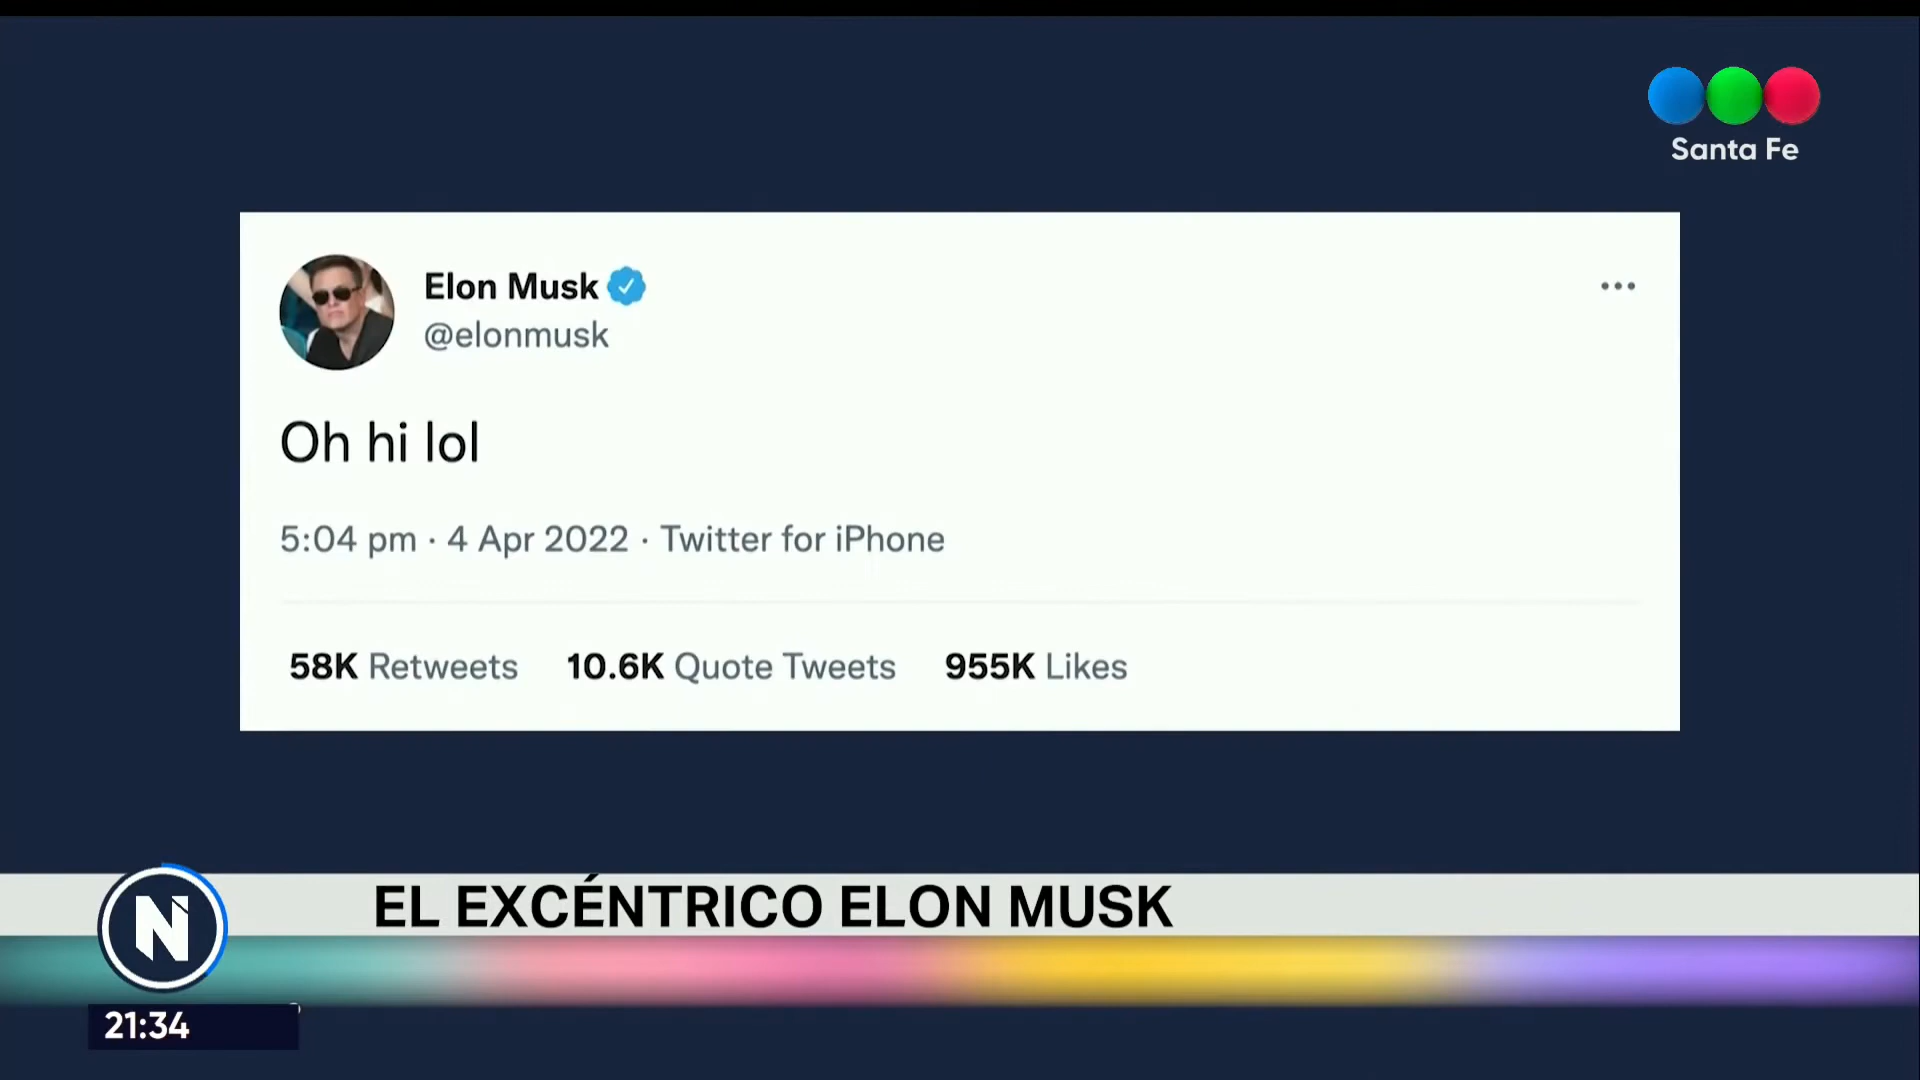 Santa Fe
Elon Musk
@elonmusk
Oh hi lol
5:04 pm · 4 Apr 2022 · Twitter for iPhone
58K Retweets 10.6K Quote Tweets 955K Likes
EL EXCÉNTRICO ELON MUSK
N
21:34